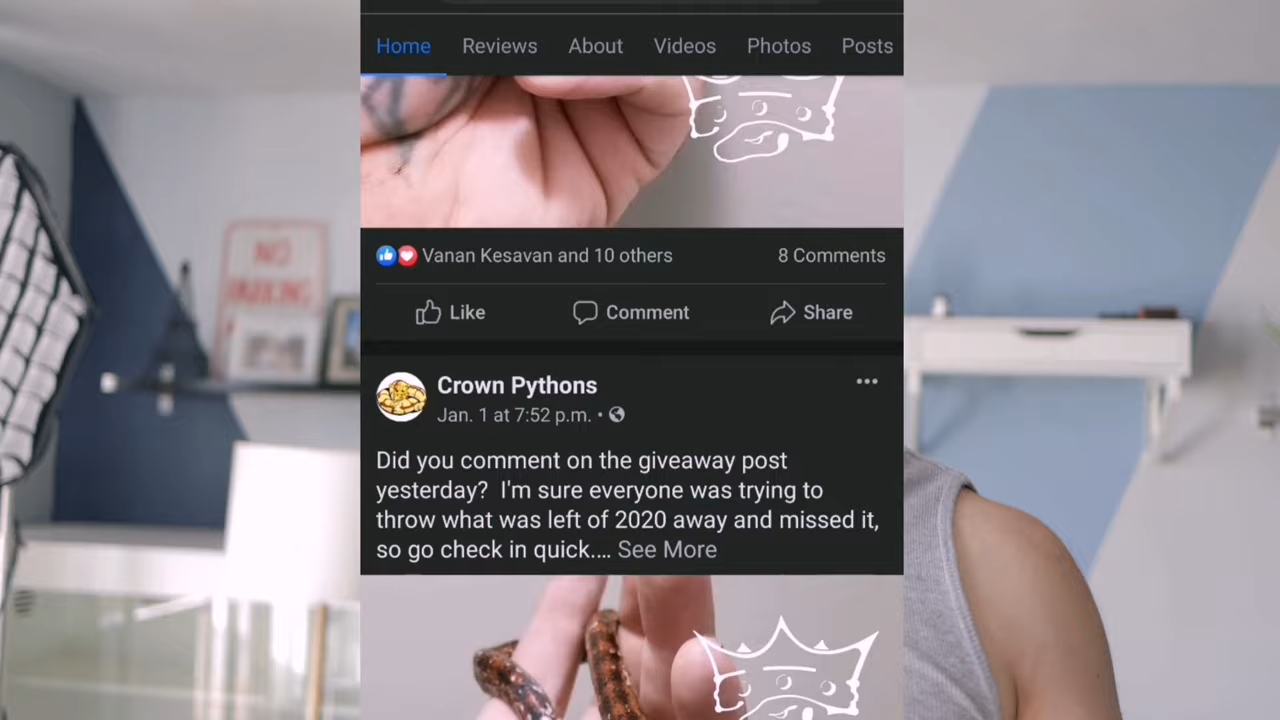 Home Reviews About Videos Photos Posts
Vanan Kesavan and 10 others 8 Comments
Like Comment Share
Crown Pythons
Jan. 1 at 7:52 p.m.
Did you comment on the giveaway post
yesterday? I'm sure everyone was trying to
throw what was left of 2020 away and missed it,
so go check in quick.... See More
NO
PARKING